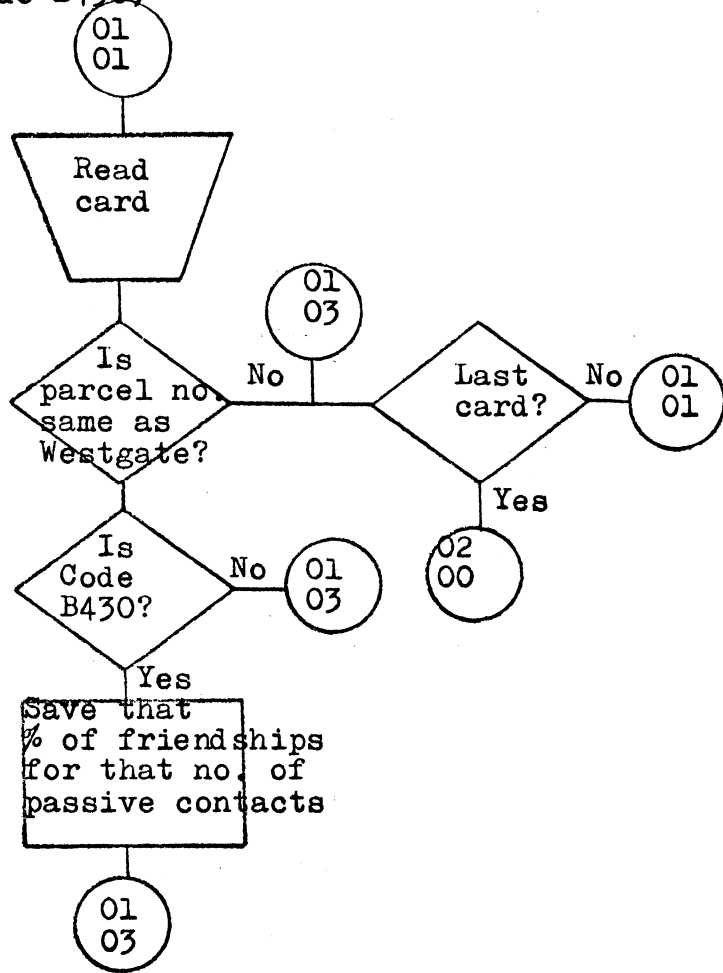 01
01
Read
card
01
03
Is
parcel no.
same as
Westgate?
No
Last
card?
No
01
01
Yes
02
00
Is
Code
B430?
No
01
03
Yes
Save that
% of friendships
for that no. of
passive contacts
01
03